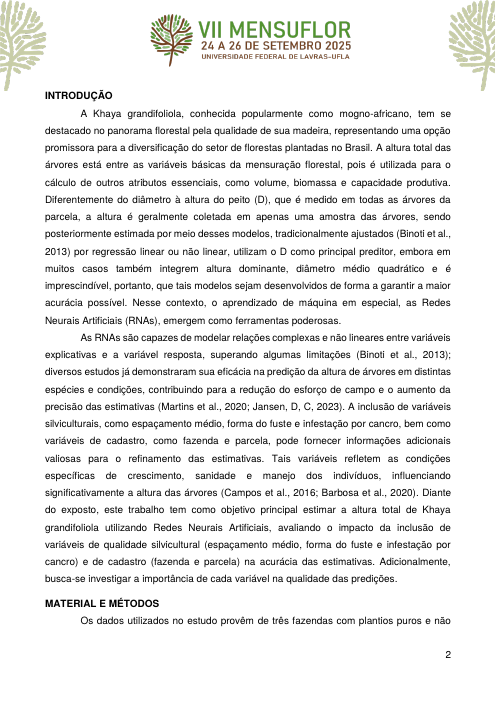 VII MENSUFLOR
24 A 26 DE SETEMBRO 2025
UNIVERSIDADE FEDERAL DE LAVRAS-UFLA
INTRODUÇÃO
A Khaya grandifoliola, conhecida popularmente como mogno-africano, tem se
destacado no panorama florestal pela qualidade de sua madeira, representando uma opção
promissora para a diversificação do setor de florestas plantadas no Brasil. A altura total das
árvores está entre as variáveis básicas da mensuração florestal, pois é utilizada para o
cálculo de outros atributos essenciais, como volume, biomassa e capacidade produtiva.
Diferentemente do diâmetro à altura do peito (D), que é medido em todas as árvores da
parcela, a altura é geralmente coletada em apenas uma amostra das árvores, sendo
posteriormente estimada por meio desses modelos, tradicionalmente ajustados (Binoti et al.,
2013) por regressão linear ou não linear, utilizam o D como principal preditor, embora em
muitos casos também integrem altura dominante, diâmetro médio quadrático e é
imprescindível, portanto, que tais modelos sejam desenvolvidos de forma a garantir a maior
acurácia possível. Nesse contexto, o aprendizado de máquina em especial, as Redes
Neurais Artificiais (RNAs), emergem como ferramentas poderosas.
As RNAs são capazes de modelar relações complexas e não lineares entre variáveis
explicativas e a variável resposta, superando algumas limitações (Binoti et al., 2013);
diversos estudos já demonstraram sua eficácia na predição da altura de árvores em distintas
espécies e condições, contribuindo para a redução do esforço de campo e o aumento da
precisão das estimativas (Martins et al., 2020; Jansen, D, C, 2023). A inclusão de variáveis
silviculturais, como espaçamento médio, forma do fuste e infestação por cancro, bem como
variáveis de cadastro, como fazenda e parcela, pode fornecer informações adicionais
valiosas para o refinamento das estimativas. Tais variáveis refletem as condições
específicas de crescimento, sanidade e manejo dos indivíduos, influenciando
significativamente a altura das árvores (Campos et al., 2016; Barbosa et al., 2020). Diante
do exposto, este trabalho tem como objetivo principal estimar a altura total de Khaya
grandifoliola utilizando Redes Neurais Artificiais, avaliando o impacto da inclusão de
variáveis de qualidade silvicultural (espaçamento médio, forma do fuste e infestação por
cancro) e de cadastro (fazenda e parcela) na acurácia das estimativas. Adicionalmente,
busca-se investigar a importância de cada variável na qualidade das predições.
MATERIAL E MÉTODOS
Os dados utilizados no estudo provêm de três fazendas com plantios puros e não
2